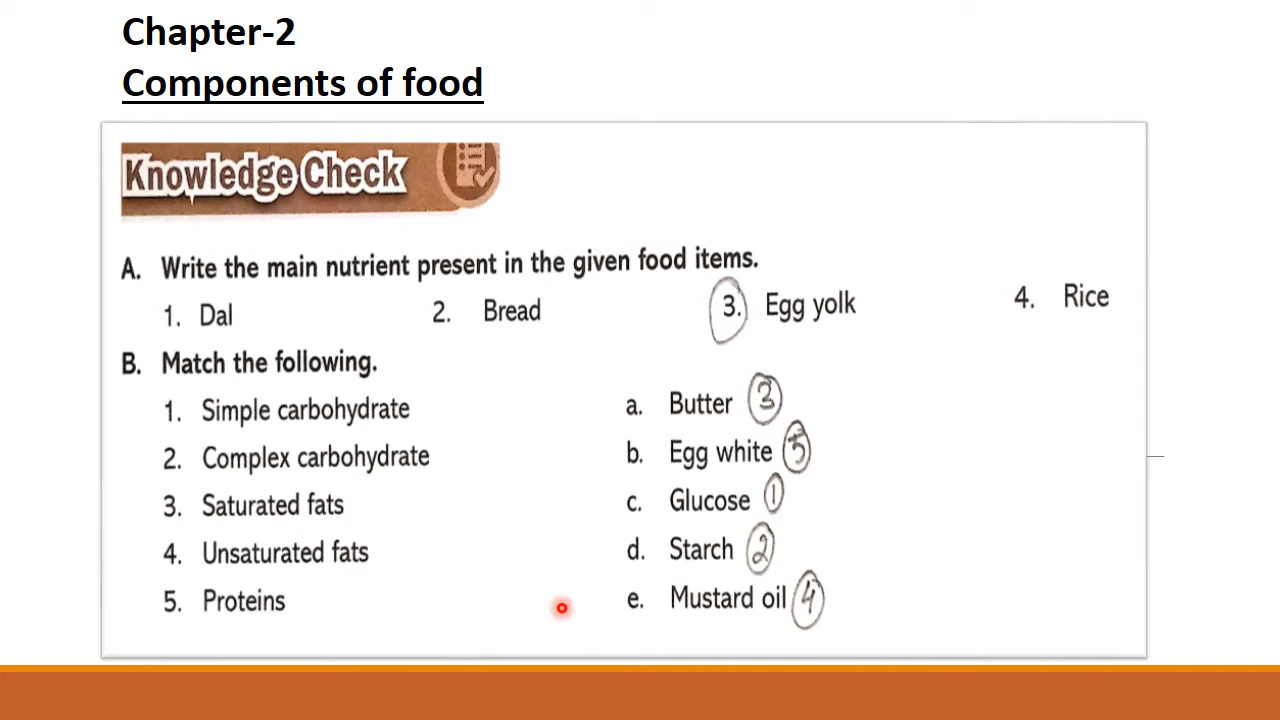 Chapter-2
Components of food
Knowledge Check
A. Write the main nutrient present in the given food items.
1. Dal 2. Bread 3. Egg yolk 4. Rice
B. Match the following.
1. Simple carbohydrate a. Butter 3
2. Complex carbohydrate b. Egg white 5
3. Saturated fats c. Glucose 1
4. Unsaturated fats d. Starch 2
5. Proteins e. Mustard oil 4